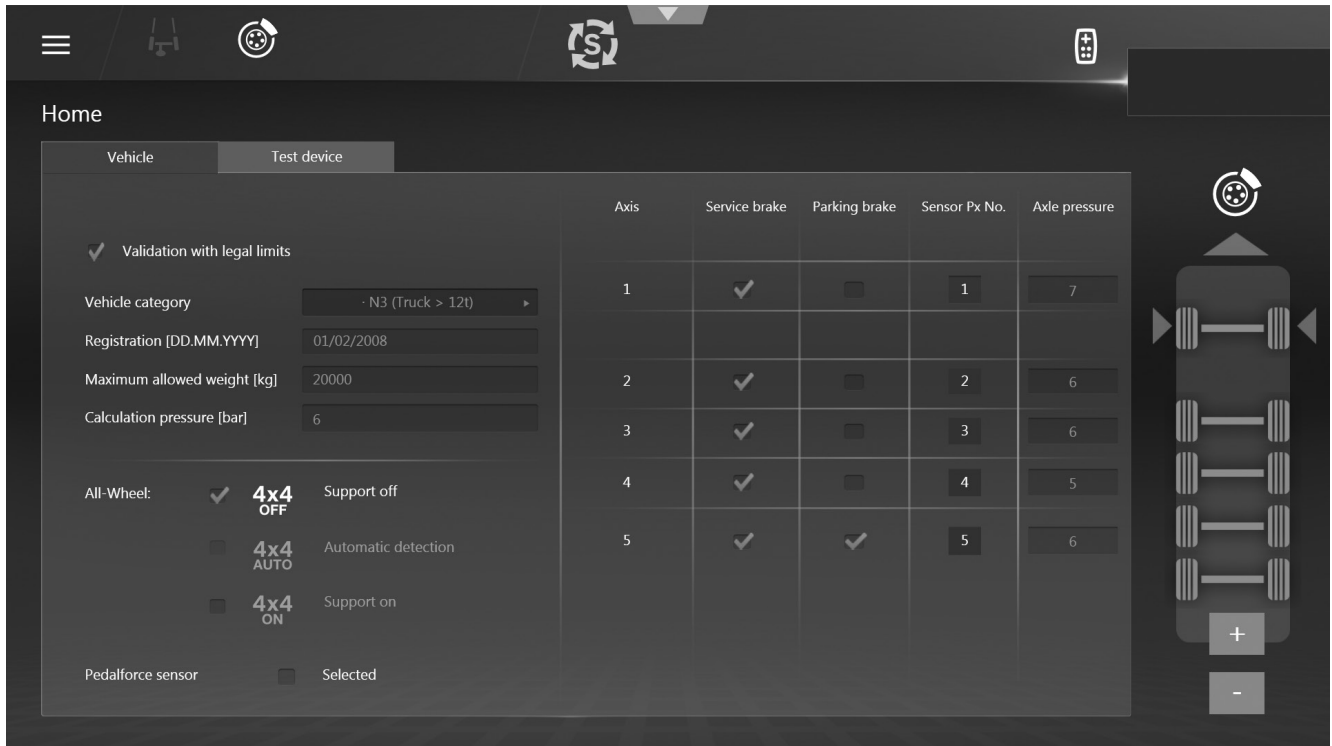 S
Home
Vehicle
Test device
Validation with legal limits
Vehicle category
· N3 (Truck > 12t)
Registration [DD.MM.YYYY]
01/02/2008
Maximum allowed weight [kg]
20000
Calculation pressure [bar]
6
All-Wheel:
4x4
OFF
Support off
4x4
AUTO
Automatic detection
4x4
ON
Support on
Pedalforce sensor
Selected
Axis Service brake Parking brake Sensor Px No. Axle pressure
1 1 7
2 2 6
3 3 6
4 4 5
5 5 6
+
-